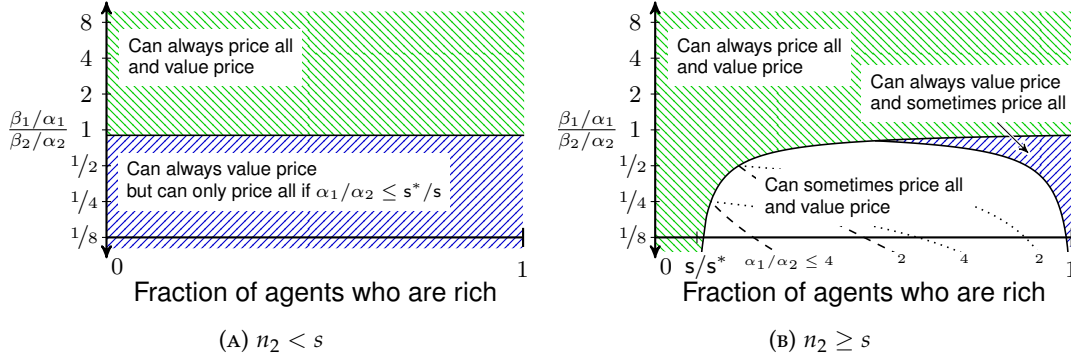 8
4
2
β₁/α₁
β₂/α₂
1
1/2
1/4
1/8
Can always price all
and value price
Can always value price
but can only price all if α₁/α₂ ≤ s*/s
0
1
Fraction of agents who are rich
(A) n₂ < s
8
4
2
β₁/α₁
β₂/α₂
1
1/2
1/4
1/8
Can always price all
and value price
Can always value price
and sometimes price all
Can sometimes price all
and value price
0
s/s*
α₁/α₂ ≤ 4
2
4
2
1
Fraction of agents who are rich
(B) n₂ ≥ s